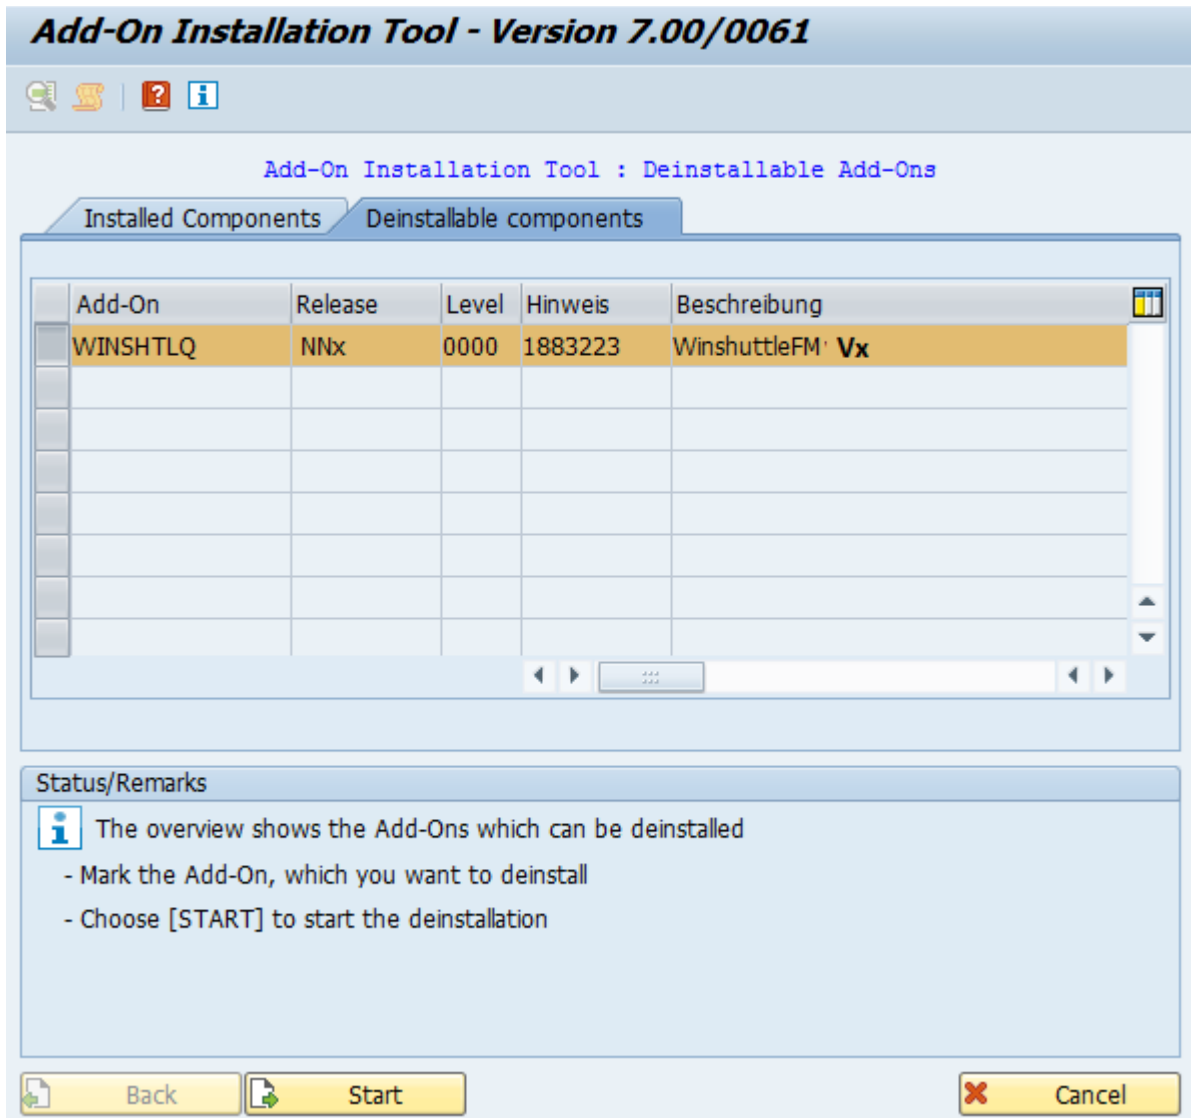 Add-On Installation Tool - Version 7.00/0061
Add-On Installation Tool : Deinstallable Add-Ons
Installed Components Deinstallable components
Add-On Release Level Hinweis Beschreibung
WINSHTLQ NNx 0000 1883223 WinshuttleFM Vx
Status/Remarks
The overview shows the Add-Ons which can be deinstalled
- Mark the Add-On, which you want to deinstall
- Choose [START] to start the deinstallation
Back Start Cancel